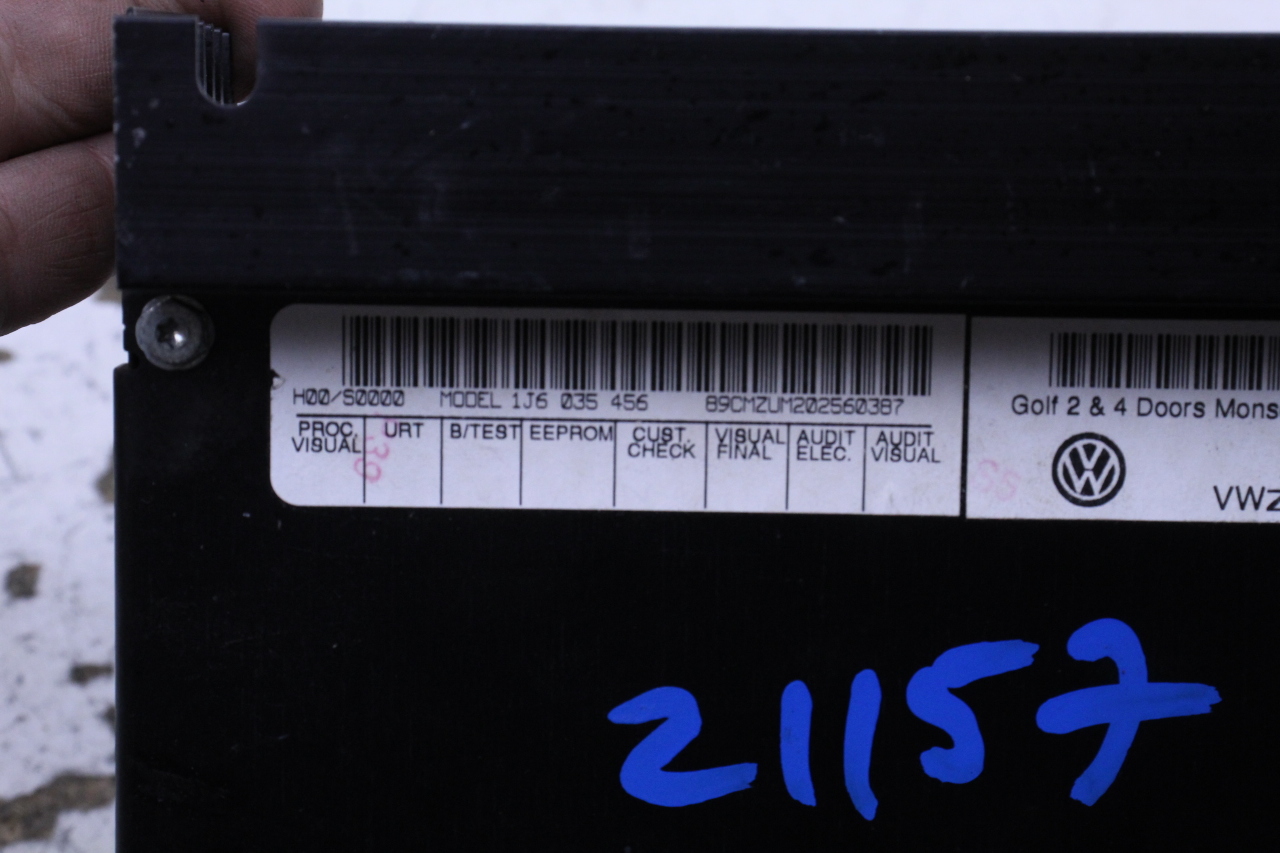 H00/S0000 MODEL 1J6 035 456 89CMZUM202560387
PROC. VISUAL URT B/TEST EEPROM CUST. CHECK VISUAL FINAL AUDIT ELEC. AUDIT VISUAL
30
Golf 2 & 4 Doors Mons
VWZ
21157